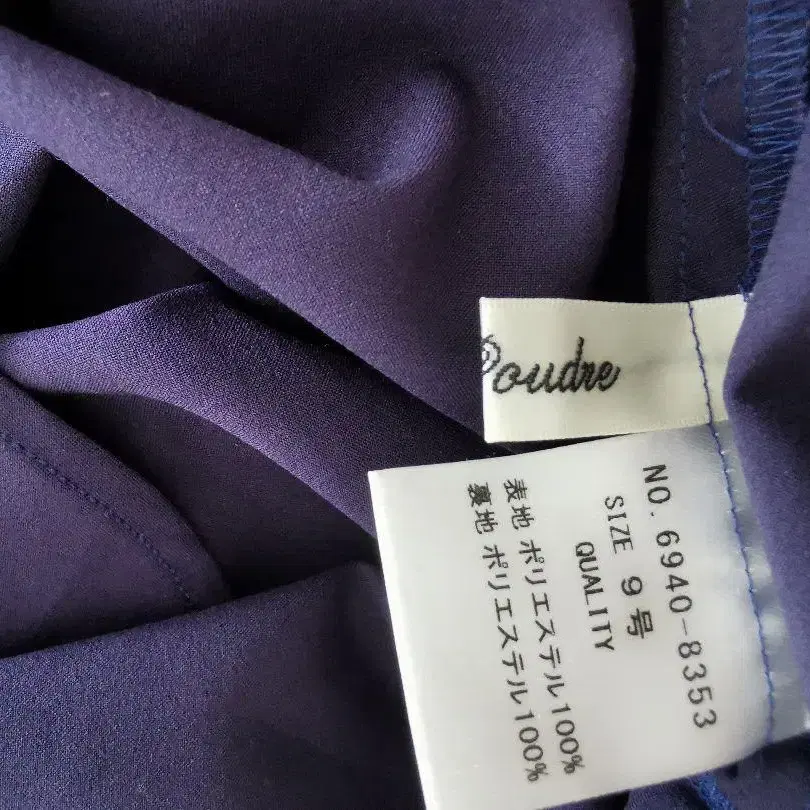 Poudre
NO. 6940-8353
SIZE 9号
QUALITY
表地 ポリエステル100%
裏地 ポリエステル100%